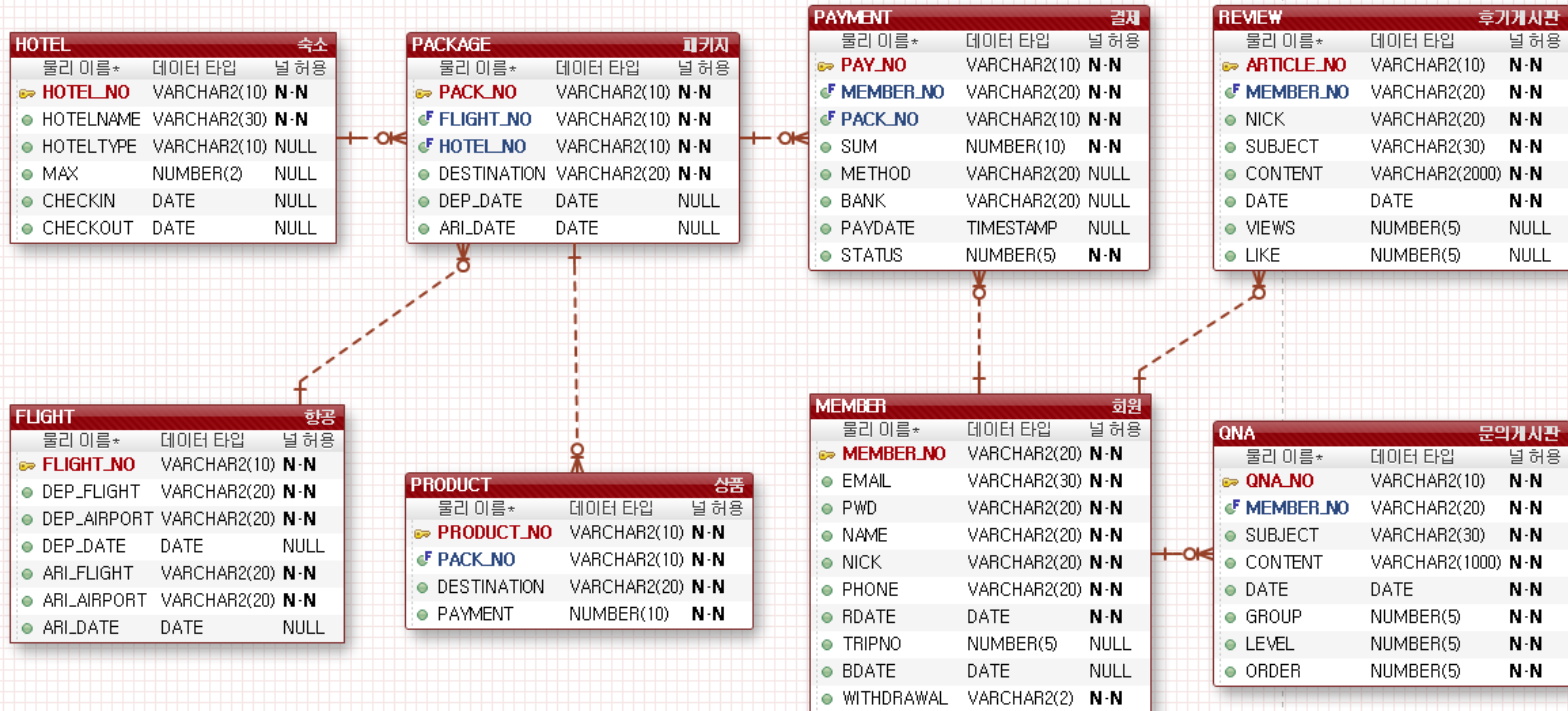 HOTEL 숙소
물리 이름* 데이터 타입 널 허용
HOTEL_NO VARCHAR2(10) N-N
HOTELNAME VARCHAR2(30) N-N
HOTELTYPE VARCHAR2(10) NULL
MAX NUMBER(2) NULL
CHECKIN DATE NULL
CHECKOUT DATE NULL
PACKAGE 패키지
물리 이름* 데이터 타입 널 허용
PACK_NO VARCHAR2(10) N-N
F FLIGHT_NO VARCHAR2(10) N-N
F HOTEL_NO VARCHAR2(10) N-N
DESTINATION VARCHAR2(20) N-N
DEP_DATE DATE NULL
ARI_DATE DATE NULL
PAYMENT 결제
물리 이름* 데이터 타입 널 허용
PAY_NO VARCHAR2(10) N-N
F MEMBER_NO VARCHAR2(20) N-N
F PACK_NO VARCHAR2(10) N-N
SUM NUMBER(10) N-N
METHOD VARCHAR2(20) NULL
BANK VARCHAR2(20) NULL
PAYDATE TIMESTAMP NULL
STATUS NUMBER(5) N-N
REVIEW 후기게시판
물리 이름* 데이터 타입 널 허용
ARTICLE_NO VARCHAR2(10) N-N
F MEMBER_NO VARCHAR2(20) N-N
NICK VARCHAR2(20) N-N
SUBJECT VARCHAR2(30) N-N
CONTENT VARCHAR2(2000) N-N
DATE DATE N-N
VIEWS NUMBER(5) NULL
LIKE NUMBER(5) NULL
FLIGHT 항공
물리 이름* 데이터 타입 널 허용
FLIGHT_NO VARCHAR2(10) N-N
DEP_FLIGHT VARCHAR2(20) N-N
DEP_AIRPORT VARCHAR2(20) N-N
DEP_DATE DATE NULL
ARI_FLIGHT VARCHAR2(20) N-N
ARI_AIRPORT VARCHAR2(20) N-N
ARI_DATE DATE NULL
PRODUCT 상품
물리 이름* 데이터 타입 널 허용
PRODUCT_NO VARCHAR2(10) N-N
F PACK_NO VARCHAR2(10) N-N
DESTINATION VARCHAR2(20) N-N
PAYMENT NUMBER(10) N-N
MEMBER 회원
물리 이름* 데이터 타입 널 허용
MEMBER_NO VARCHAR2(20) N-N
EMAIL VARCHAR2(30) N-N
PWD VARCHAR2(20) N-N
NAME VARCHAR2(20) N-N
NICK VARCHAR2(20) N-N
PHONE VARCHAR2(20) N-N
RDATE DATE N-N
TRIPNO NUMBER(5) NULL
BDATE DATE NULL
WITHDRAWAL VARCHAR2(2) N-N
QNA 문의게시판
물리 이름* 데이터 타입 널 허용
QNA_NO VARCHAR2(10) N-N
F MEMBER_NO VARCHAR2(20) N-N
SUBJECT VARCHAR2(30) N-N
CONTENT VARCHAR2(1000) N-N
DATE DATE N-N
GROUP NUMBER(5) N-N
LEVEL NUMBER(5) N-N
ORDER NUMBER(5) N-N